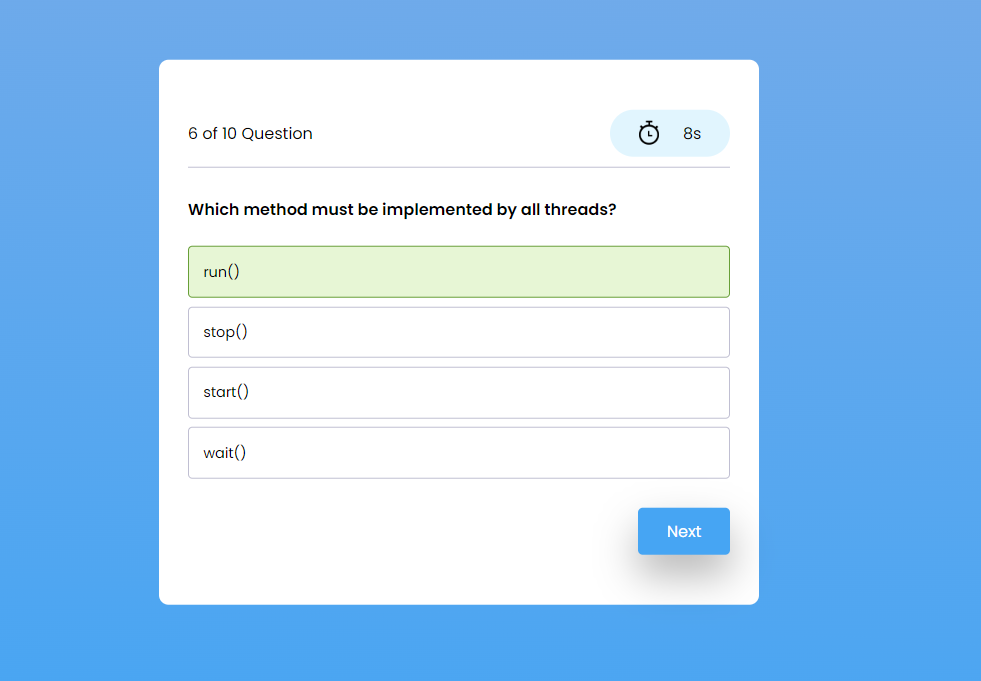 6 of 10 Question
8s
Which method must be implemented by all threads?
run()
stop()
start()
wait()
Next